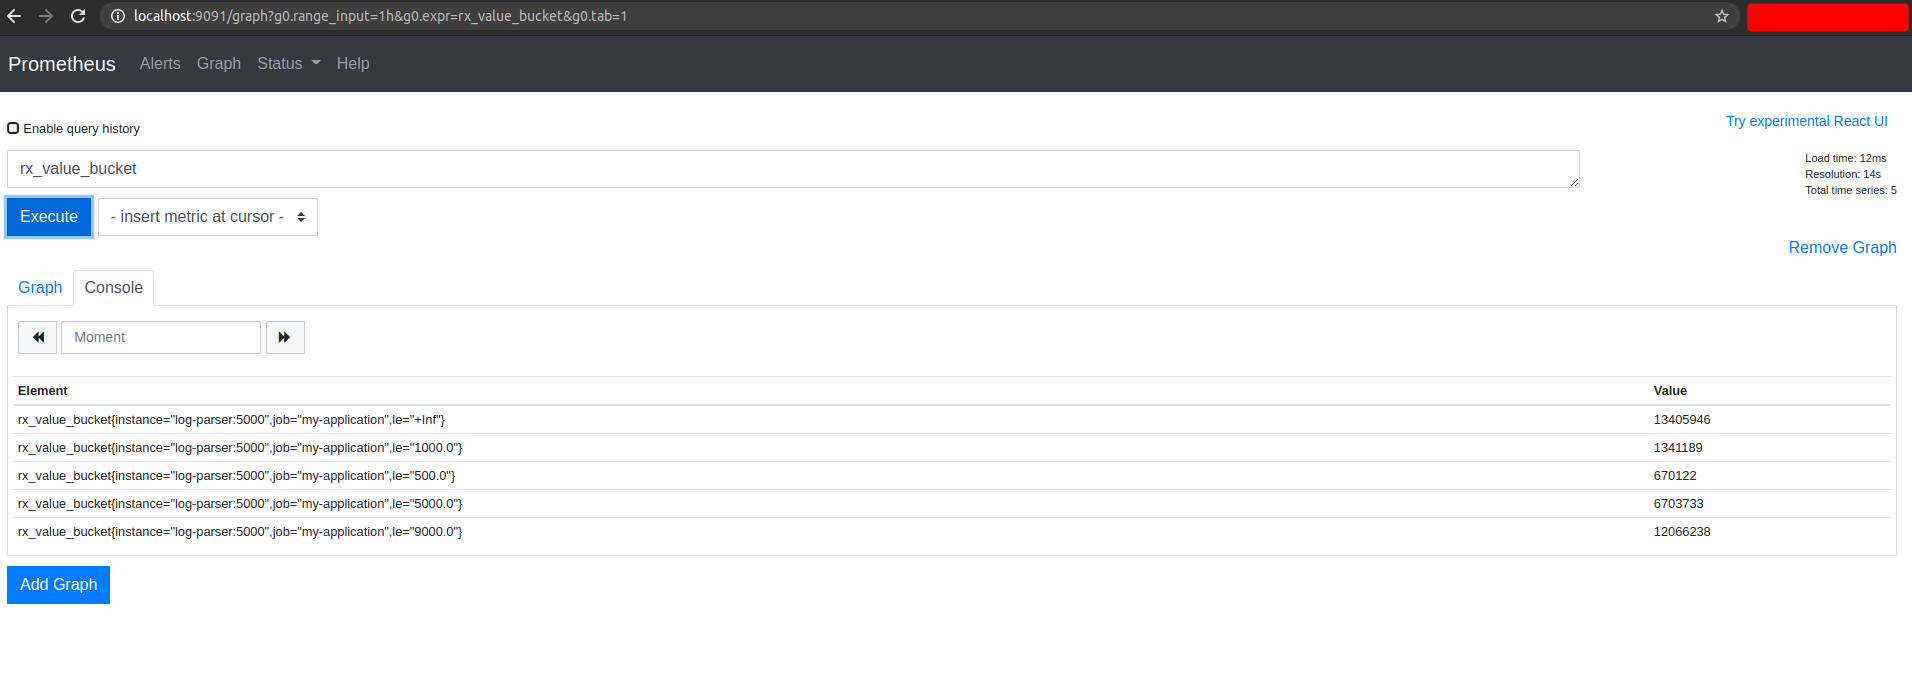 localhost:9091/graph?g0.range_input=1h&g0.expr=rx_value_bucket&g0.tab=1
Prometheus Alerts Graph Status Help
Enable query history
Try experimental React UI
rx_value_bucket
Load time: 12ms
Resolution: 14s
Total time series: 5
Execute - insert metric at cursor -
Remove Graph
Graph Console
Moment
Element Value
rx_value_bucket{instance="log-parser:5000",job="my-application",le="+Inf"} 13405946
rx_value_bucket{instance="log-parser:5000",job="my-application",le="1000.0"} 1341189
rx_value_bucket{instance="log-parser:5000",job="my-application",le="500.0"} 670122
rx_value_bucket{instance="log-parser:5000",job="my-application",le="5000.0"} 6703733
rx_value_bucket{instance="log-parser:5000",job="my-application",le="9000.0"} 12066238
Add Graph